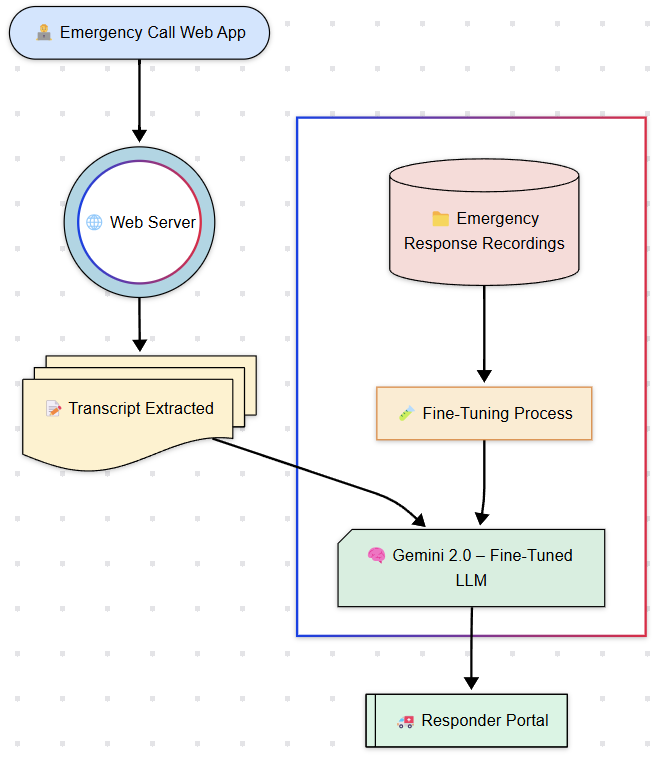 Emergency Call Web App
Web Server
Transcript Extracted
Emergency
Response Recordings
Fine-Tuning Process
Gemini 2.0 – Fine-Tuned
LLM
Responder Portal